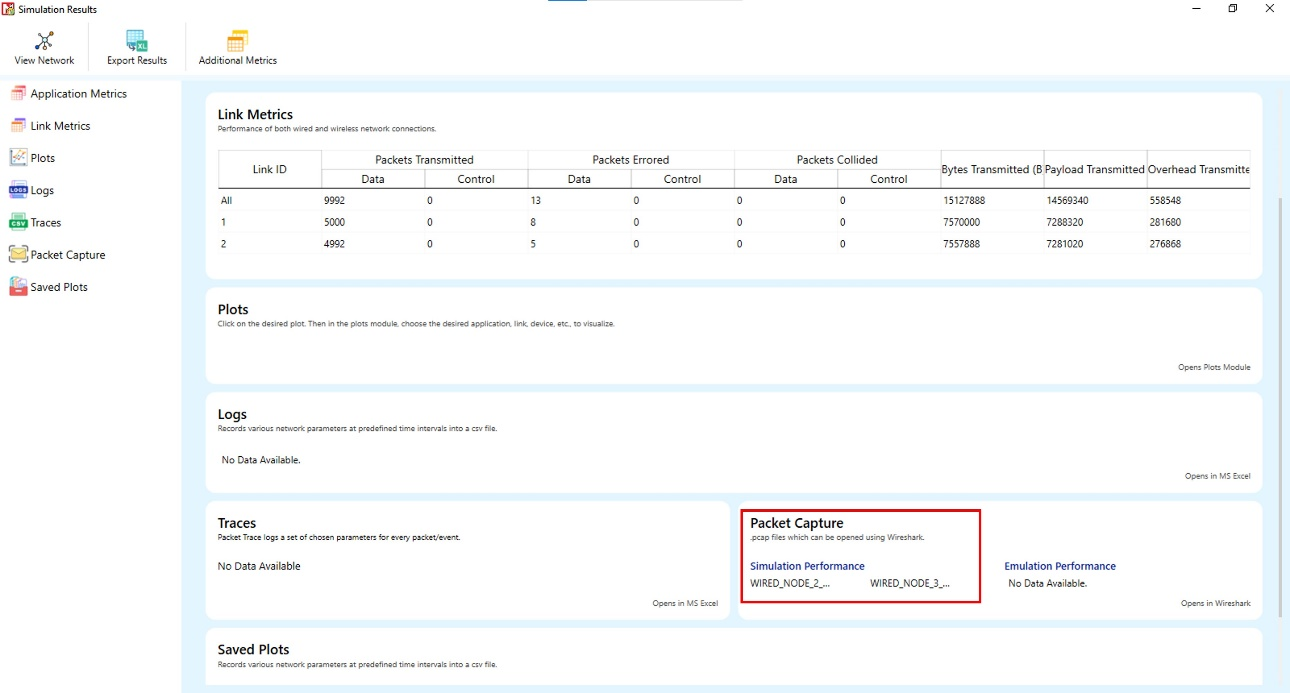 Simulation Results
View Network
Export Results
Additional Metrics
Application Metrics
Link Metrics
Plots
Logs
Traces
Packet Capture
Saved Plots
Link Metrics
Performance of both wired and wireless network connections.
Link ID Packets Transmitted Packets Errored Packets Collided Bytes Transmitted (B Payload Transmitted Overhead Transmitte
Data Control Data Control Data Control
All 9992 0 13 0 0 0 15127888 14569340 558548
1 5000 0 8 0 0 0 7570000 7288320 281680
2 4992 0 5 0 0 0 7557888 7281020 276868
Plots
Click on the desired plot. Then in the plots module, choose the desired application, link, device, etc., to visualize.
Opens Plots Module
Logs
Records various network parameters at predefined time intervals into a csv file.
No Data Available.
Opens in MS Excel
Traces
Packet Trace logs a set of chosen parameters for every packet/event.
No Data Available
Opens in MS Excel
Packet Capture
.pcap files which can be opened using Wireshark.
Simulation Performance
WIRED_NODE_2_... WIRED_NODE_3_...
Emulation Performance
No Data Available.
Opens in Wireshark
Saved Plots
Records various network parameters at predefined time intervals into a csv file.